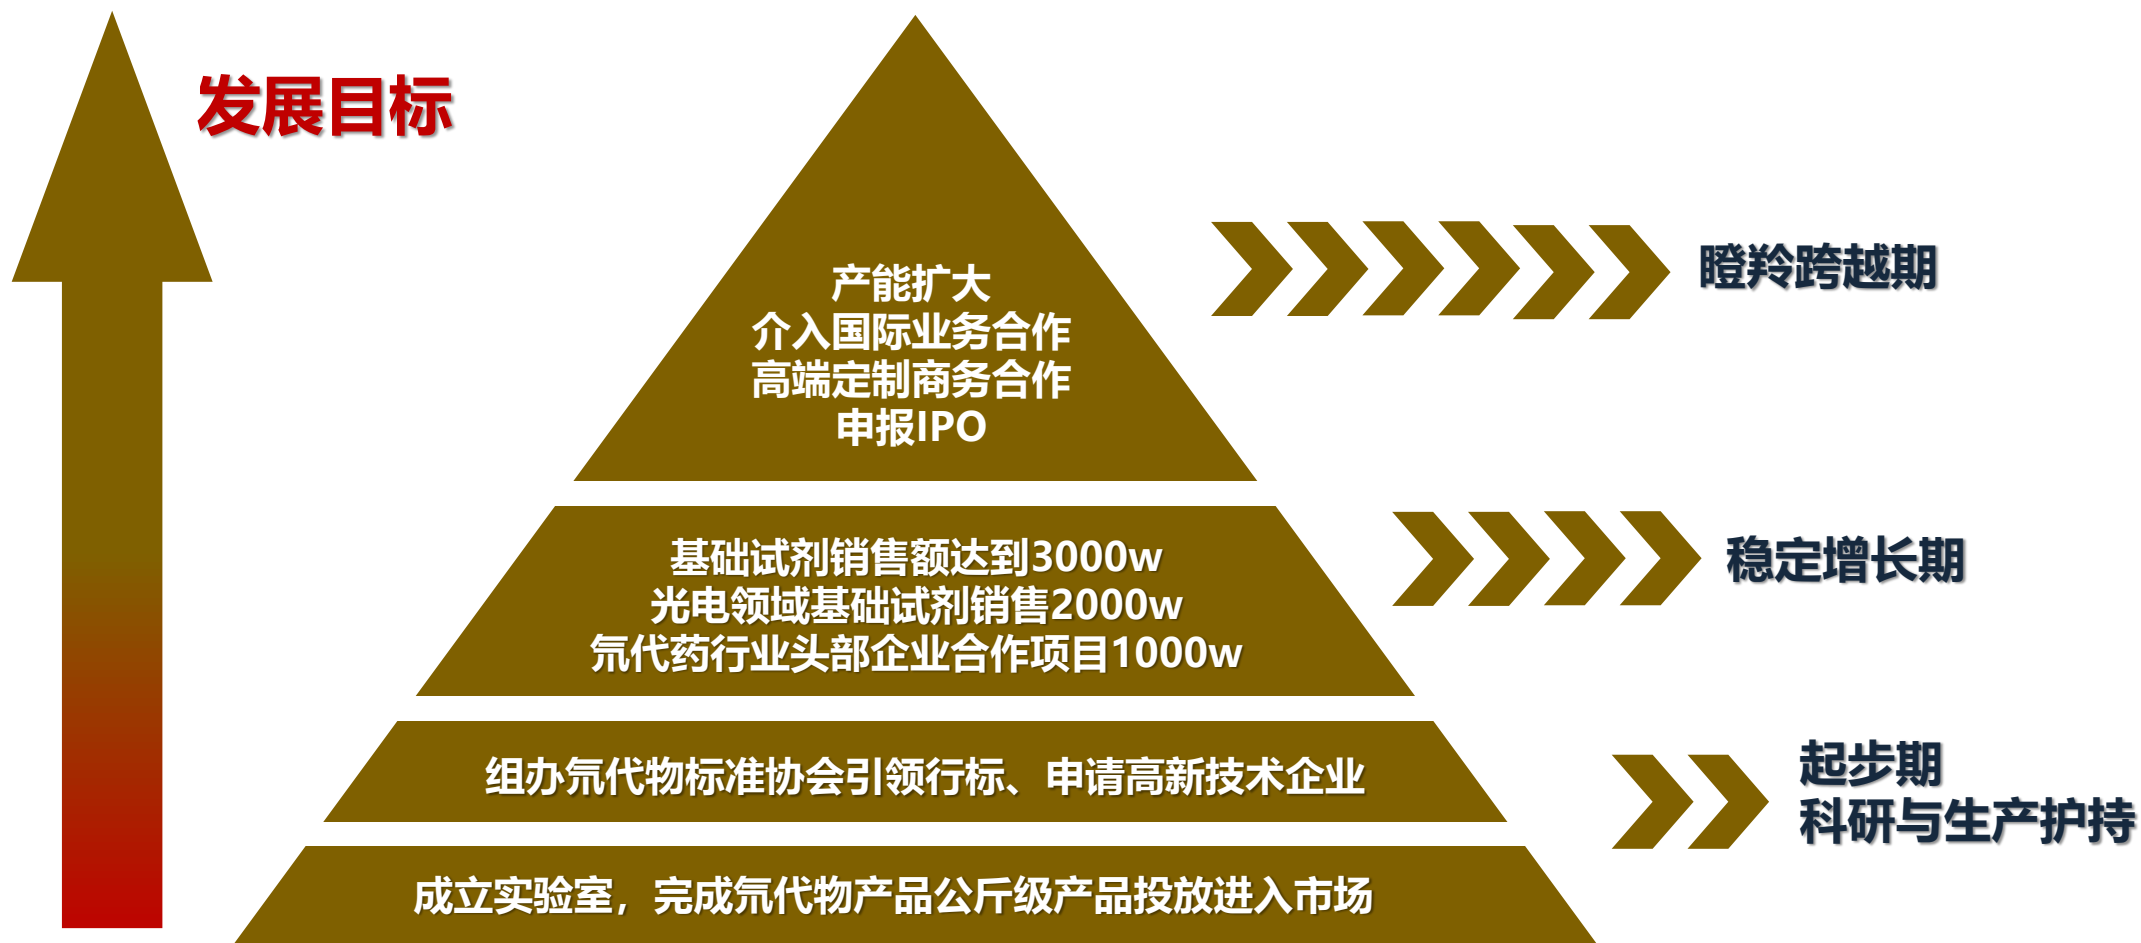 发展目标
产能扩大
介入国际业务合作
高端定制商务合作
申报IPO
瞪羚跨越期
基础试剂销售额达到3000w
光电领域基础试剂销售2000w
氘代药行业头部企业合作项目1000w
稳定增长期
组办氘代物标准协会引领行标、申请高新技术企业
起步期
科研与生产护持
成立实验室，完成氘代物产品公斤级产品投放进入市场